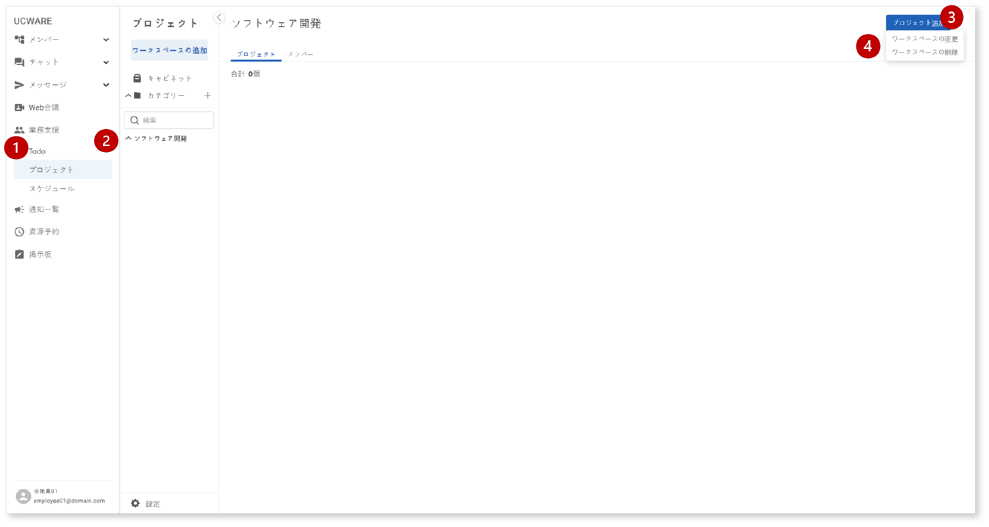 UCWARE
メンバー
チャット
メッセージ
Web会議
業務支援
1
Todo
プロジェクト
スケジュール
通知一覧
資源予約
掲示板
役職員01
employee01@domain.com
プロジェクト
ワークスペースの追加
キャビネット
カテゴリー
検索
2
ソフトウェア開発
設定
ソフトウェア開発
プロジェクト メンバー
合計 0個
プロジェクト追加
3
4
ワークスペースの変更
ワークスペースの削除